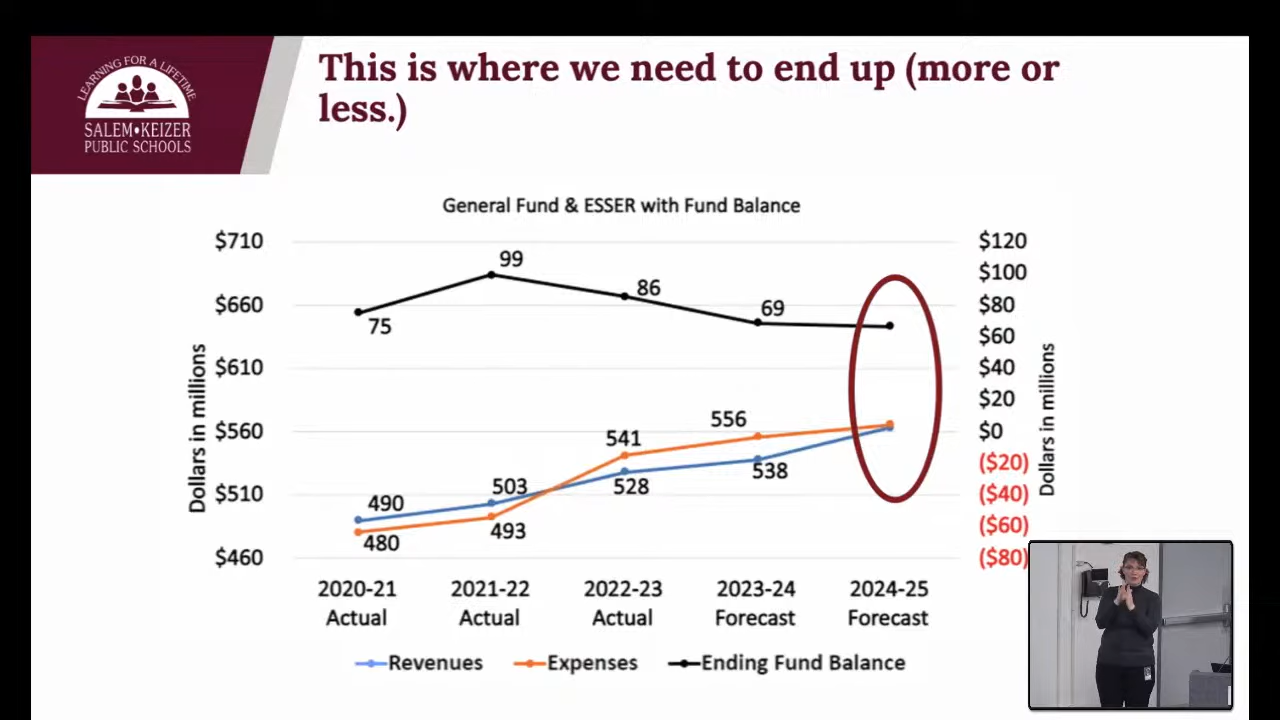 LEARNING FOR A LIFETIME
SALEM•KEIZER
PUBLIC SCHOOLS
This is where we need to end up (more or
less.)
General Fund & ESSER with Fund Balance
Dollars in millions
$710
$660
$610
$560
$510
$460
75
99
86
69
490
503
528
538
480
493
541
556
$120
$100
$80
$60
$40
$20
$0
($20)
($40)
($60)
($80)
Dollars in millions
2020-21 2021-22 2022-23 2023-24 2024-25
Actual Actual Actual Forecast Forecast
Revenues Expenses Ending Fund Balance